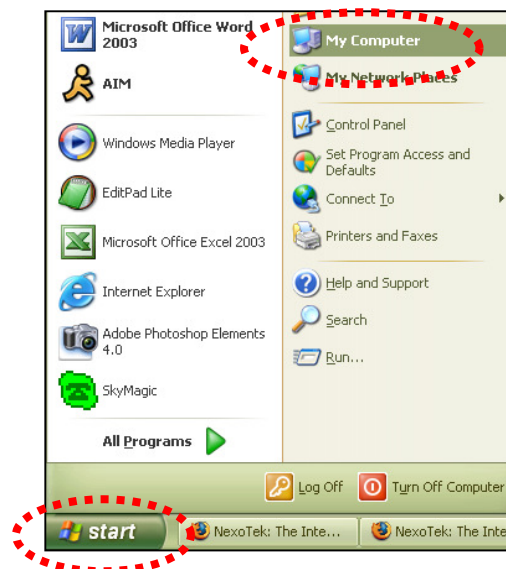 Microsoft Office Word
2003
AIM
Windows Media Player
EditPad Lite
Microsoft Office Excel 2003
Internet Explorer
Adobe Photoshop Elements
4.0
SkyMagic
All Programs
My Computer
My Network Places
Control Panel
Set Program Access and
Defaults
Connect To
Printers and Faxes
Help and Support
Search
Run...
Log Off
Turn Off Computer
start
NexoTek: The Inte...
NexoTek: The Inte